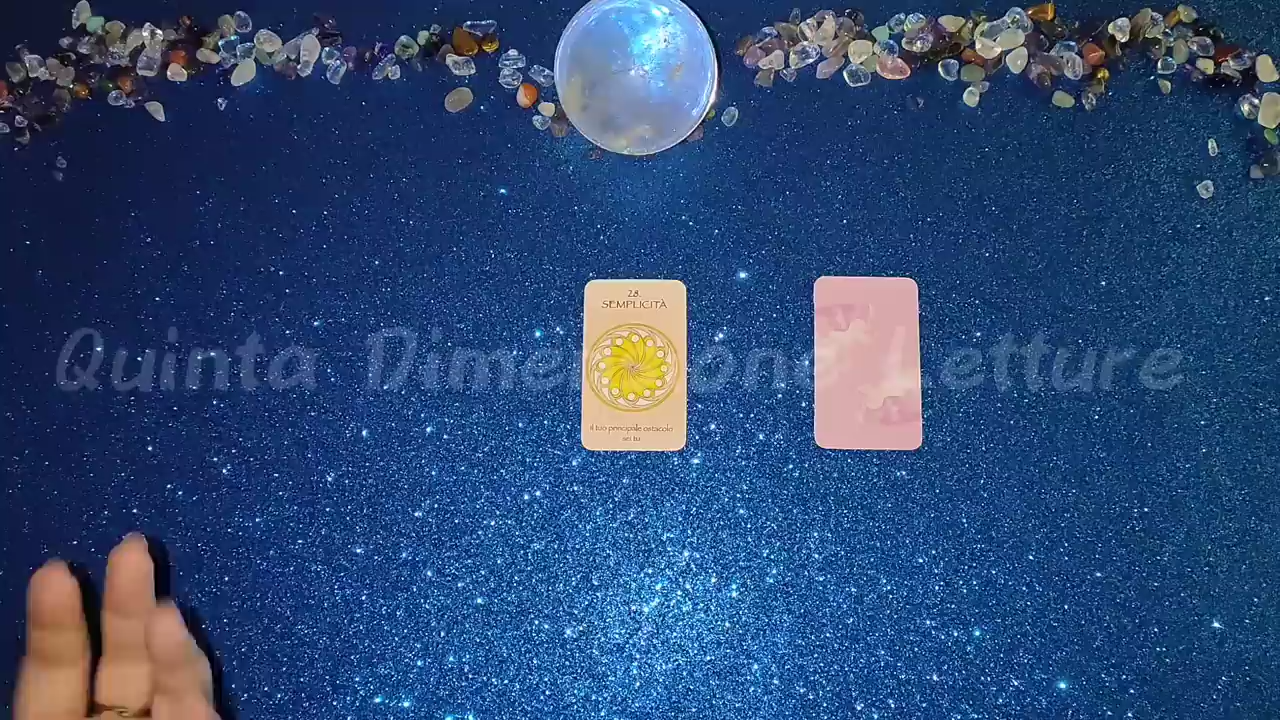 28.
SEMPLICITÀ
Quinta Dimensione Letture
il tuo principale ostacolo
sei tu